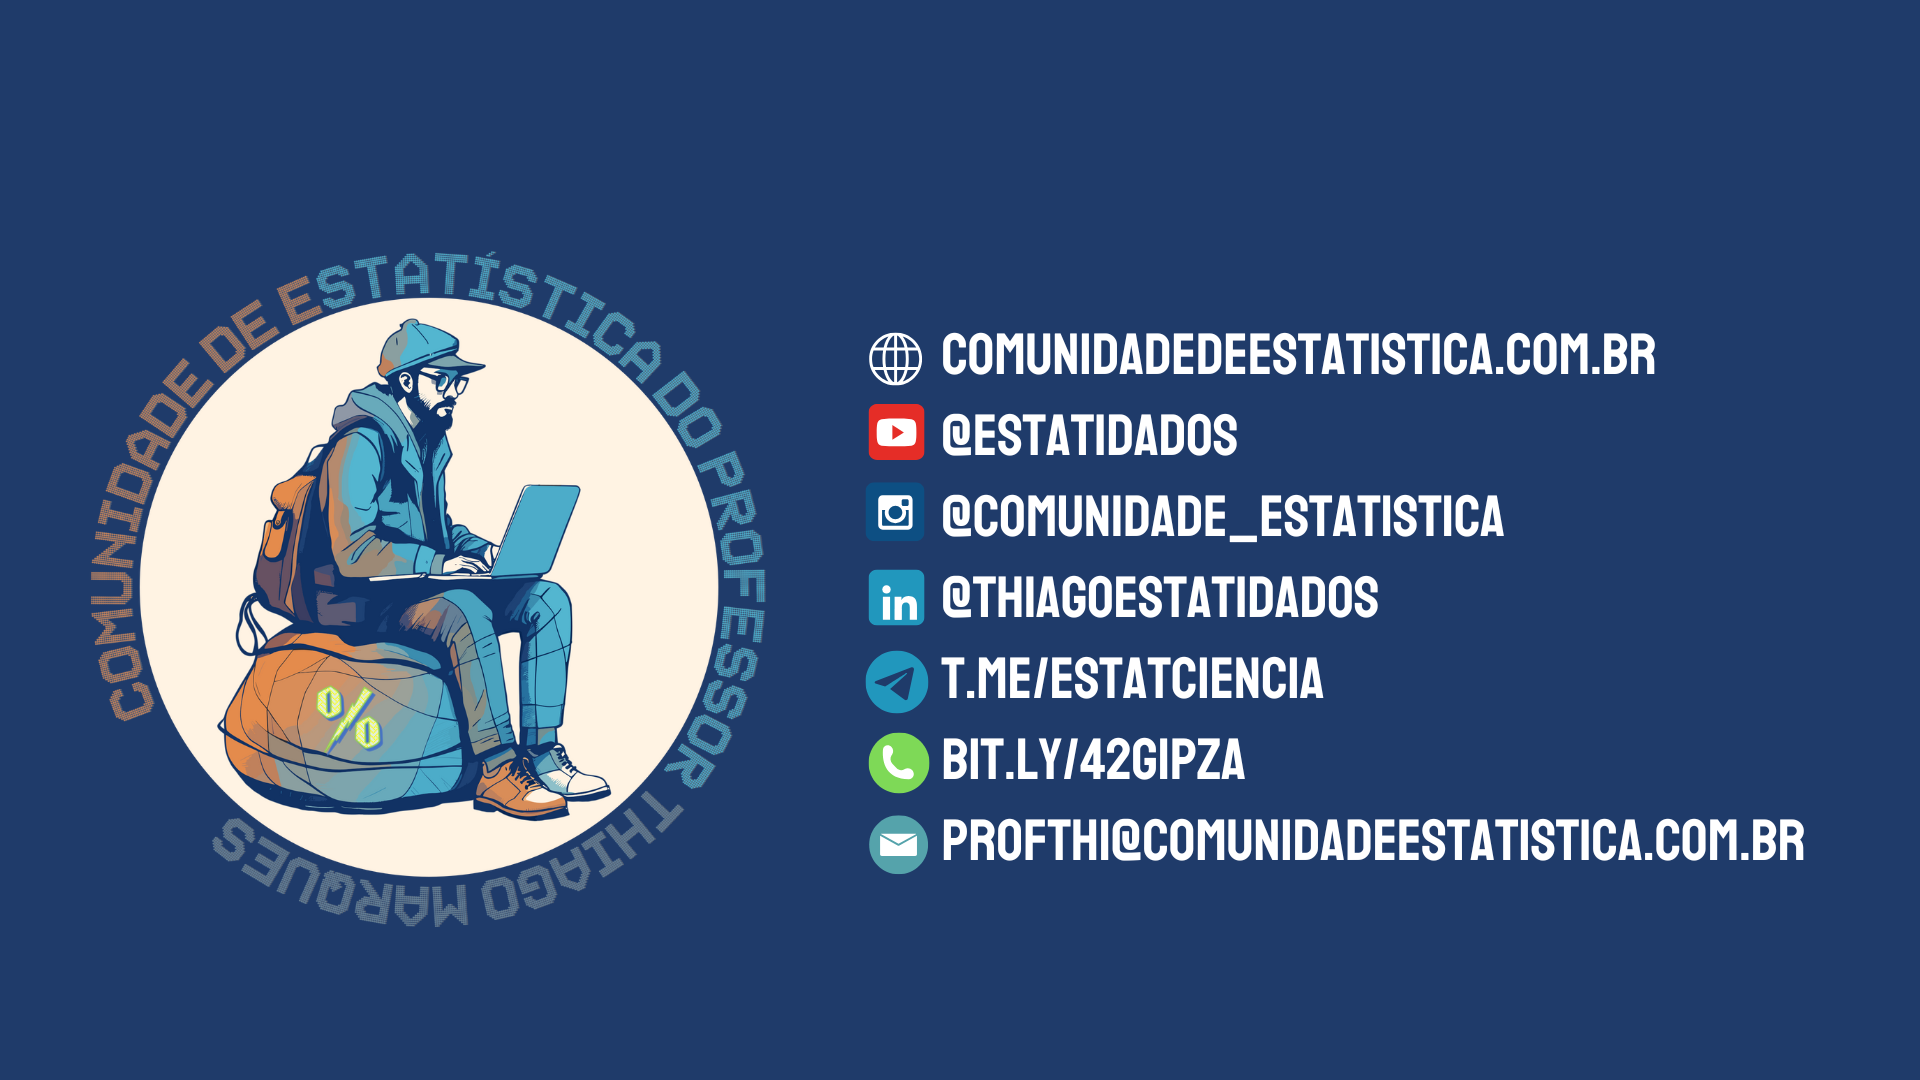 COMUNIDADE DE ESTATÍSTICA DO PROFESSOR THIAGO MARQUES
%
COMUNIDADEDEESTATISTICA.COM.BR
@ESTATIDADOS
@COMUNIDADE_ESTATISTICA
in
@THIAGOESTATIDADOS
T.ME/ESTATCIENCIA
BIT.LY/42GIPZA
PROFTHI@COMUNIDADEESTATISTICA.COM.BR